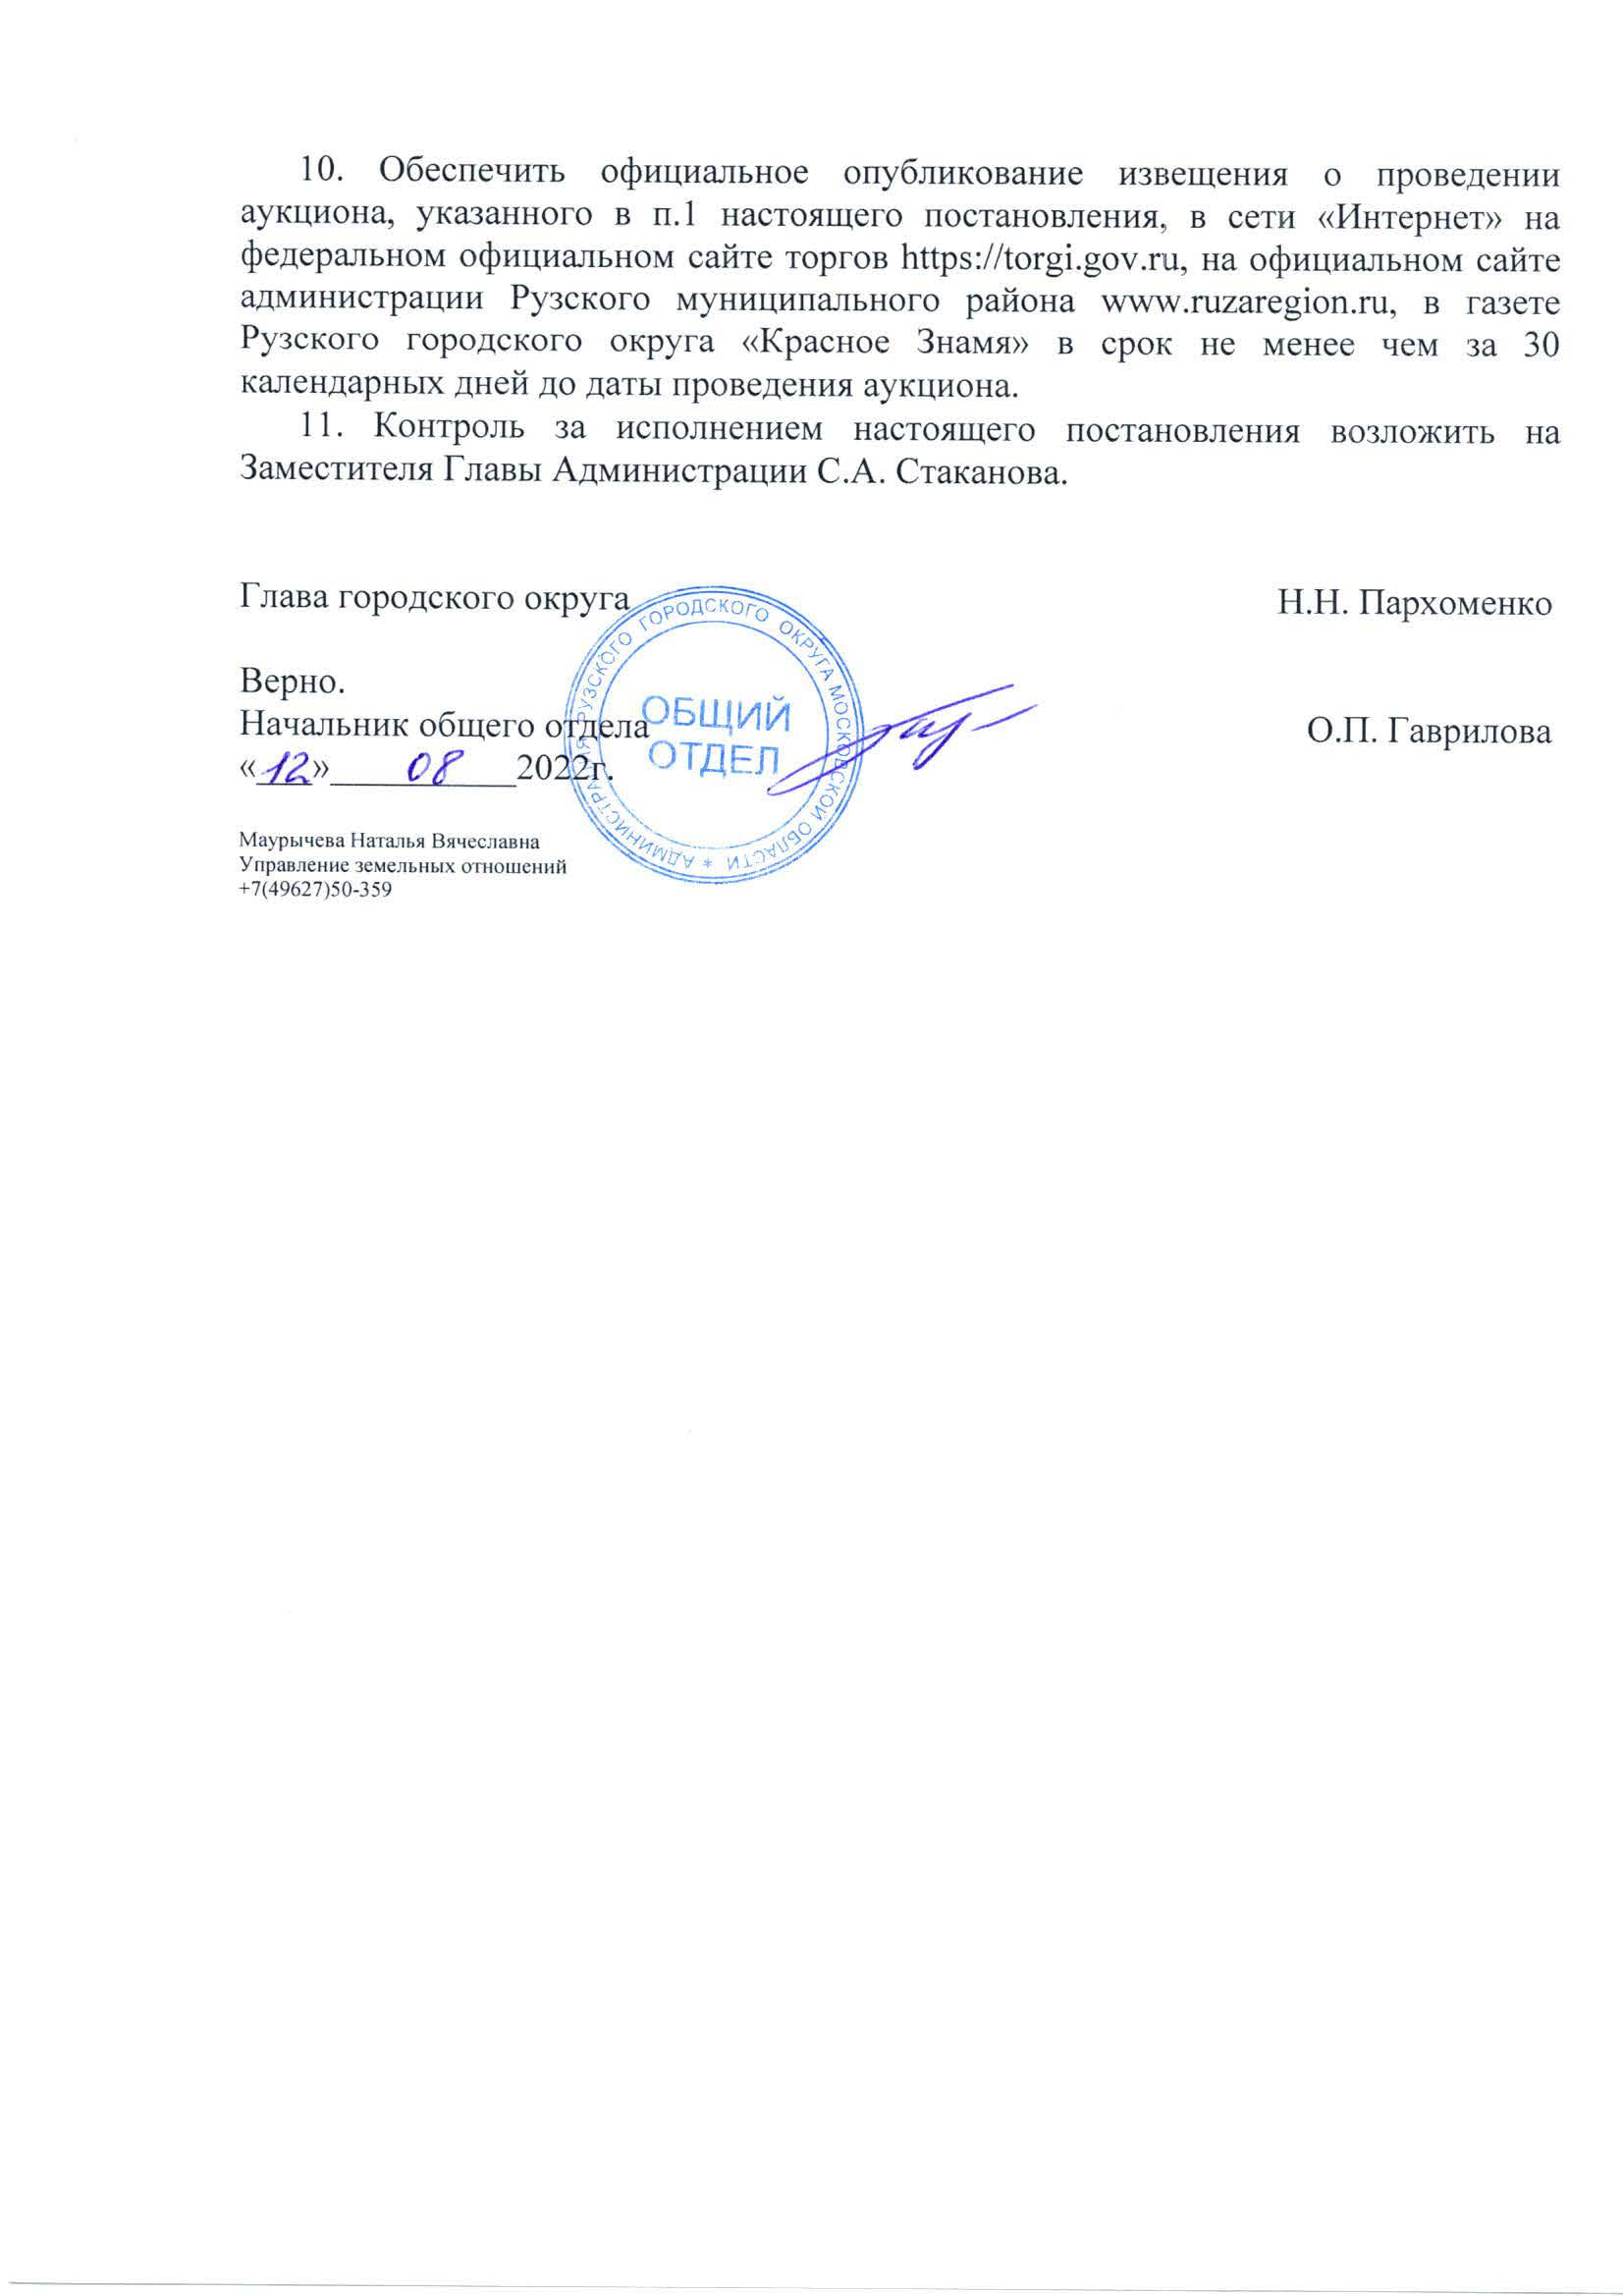 10. Обеспечить официальное опубликование извещения о проведении
аукциона, указанного в п.1 настоящего постановления, в сети «Интернет» на
федеральном официальном сайте торгов https://torgi.gov.ru, на официальном сайте
администрации Рузского муниципального района www.ruzaregion.ru, в газете
Рузского городского округа «Красное Знамя» в срок не менее чем за 30
календарных дней до даты проведения аукциона.
11. Контроль за исполнением настоящего постановления возложить на
Заместителя Главы Администрации С.А. Стаканова.
Глава городского округа Н.Н. Пархоменко
Верно.
Начальник общего отдела О.П. Гаврилова
«12» 08 2022г.
АДМИНИСТРАЦИЯ РУЗСКОГО ГОРОДСКОГО ОКРУГА МОСКОВСКОЙ ОБЛАСТИ *
ОБЩИЙ
ОТДЕЛ
Маурычева Наталья Вячеславна
Управление земельных отношений
+7(49627)50-359